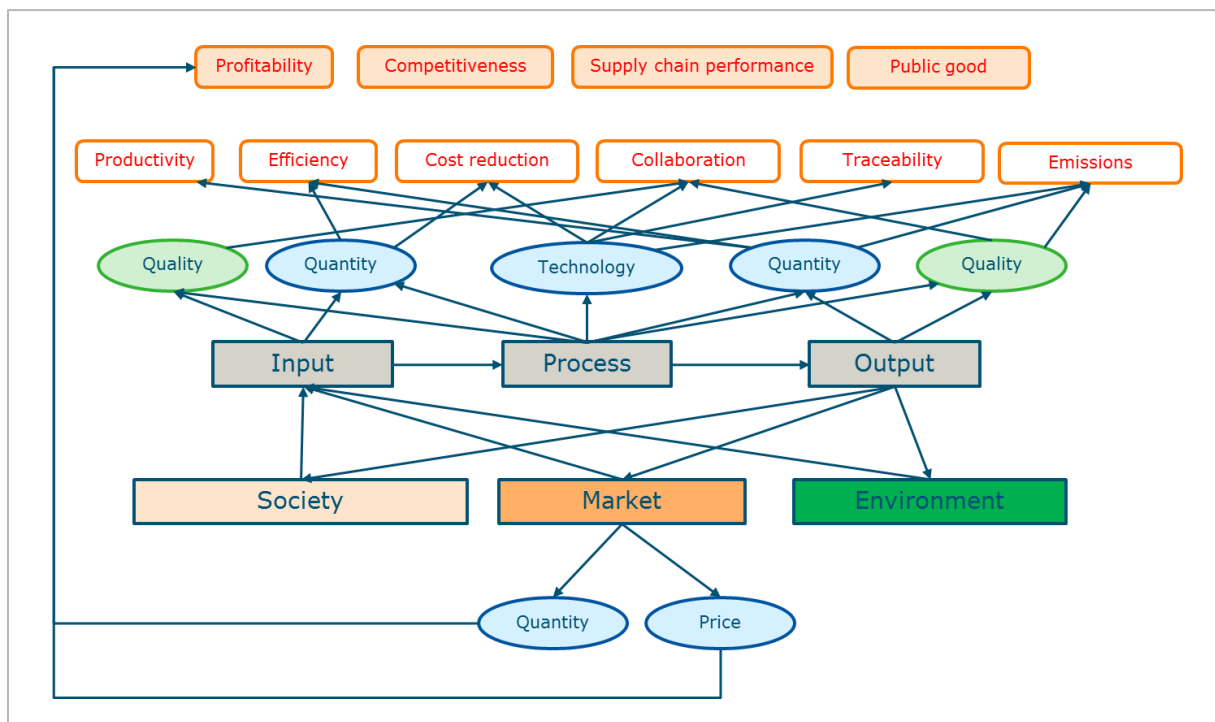 Profitability
Competitiveness
Supply chain performance
Public good
Productivity
Efficiency
Cost reduction
Collaboration
Traceability
Emissions
Quality
Quantity
Technology
Quantity
Quality
Input
Process
Output
Society
Market
Environment
Quantity
Price